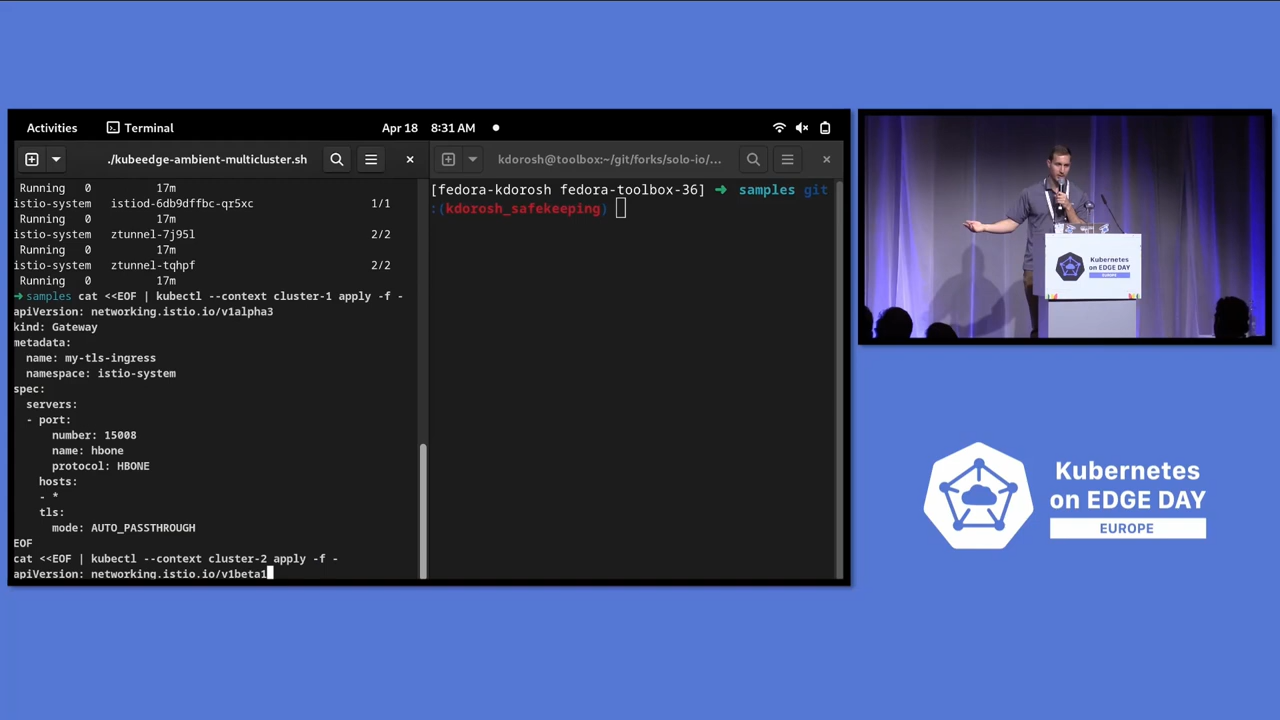 Activities
Terminal
Apr 18 8:31 AM
./kubeedge-ambient-multicluster.sh
kdorosh@toolbox:~/git/forks/solo-io/...
Running 0 17m
istio-system istiod-6db9dffbc-qr5xc 1/1
Running 0 17m
istio-system ztunnel-7j95l 2/2
Running 0 17m
istio-system ztunnel-tqhpf 2/2
Running 0 17m
➜ samples cat <<EOF | kubectl --context cluster-1 apply -f -
apiVersion: networking.istio.io/v1alpha3
kind: Gateway
metadata:
  name: my-tls-ingress
  namespace: istio-system
spec:
  servers:
  - port:
      number: 15008
      name: hbone
      protocol: HBONE
    hosts:
    - *
    tls:
      mode: AUTO_PASSTHROUGH
EOF
cat <<EOF | kubectl --context cluster-2 apply -f -
apiVersion: networking.istio.io/v1beta1
[fedora-kdorosh fedora-toolbox-36] ➜ samples git
:(kdorosh_safekeeping)
Kubernetes
on EDGE DAY
EUROPE
Kubernetes
on EDGE DAY
EUROPE